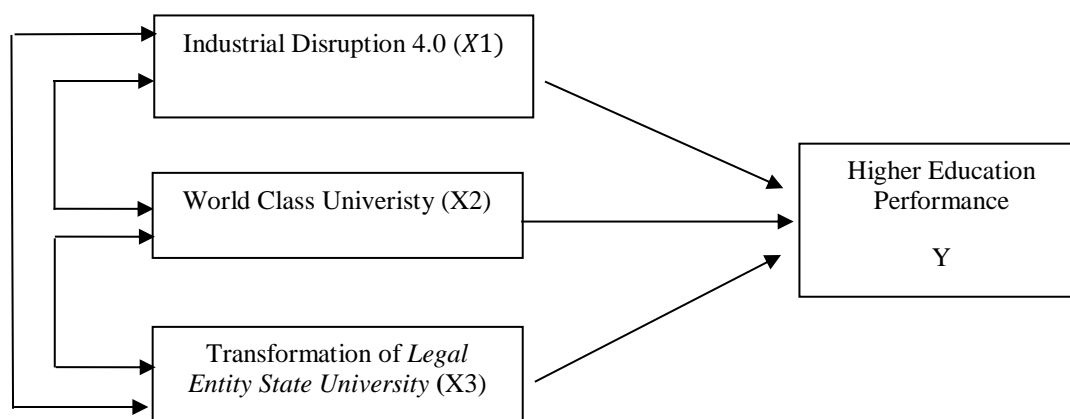 Industrial Disruption 4.0 (X1)
World Class Univeristy (X2)
Transformation of Legal
Entity State University (X3)
Higher Education
Performance
Y